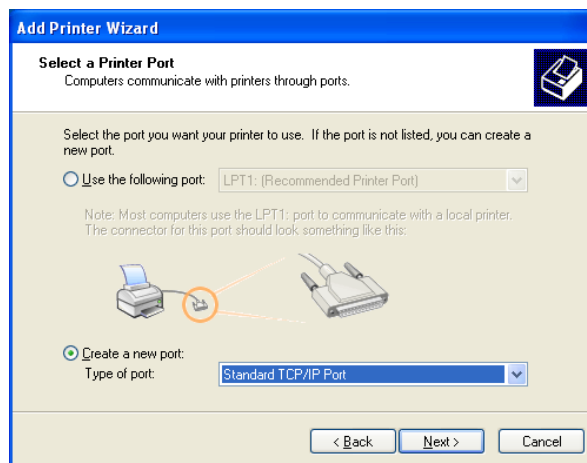 Add Printer Wizard
Select a Printer Port
Computers communicate with printers through ports.
Select the port you want your printer to use. If the port is not listed, you can create a
new port.
Use the following port: LPT1: (Recommended Printer Port)
Note: Most computers use the LPT1: port to communicate with a local printer.
The connector for this port should look something like this:
Create a new port:
Type of port: Standard TCP/IP Port
< Back Next > Cancel